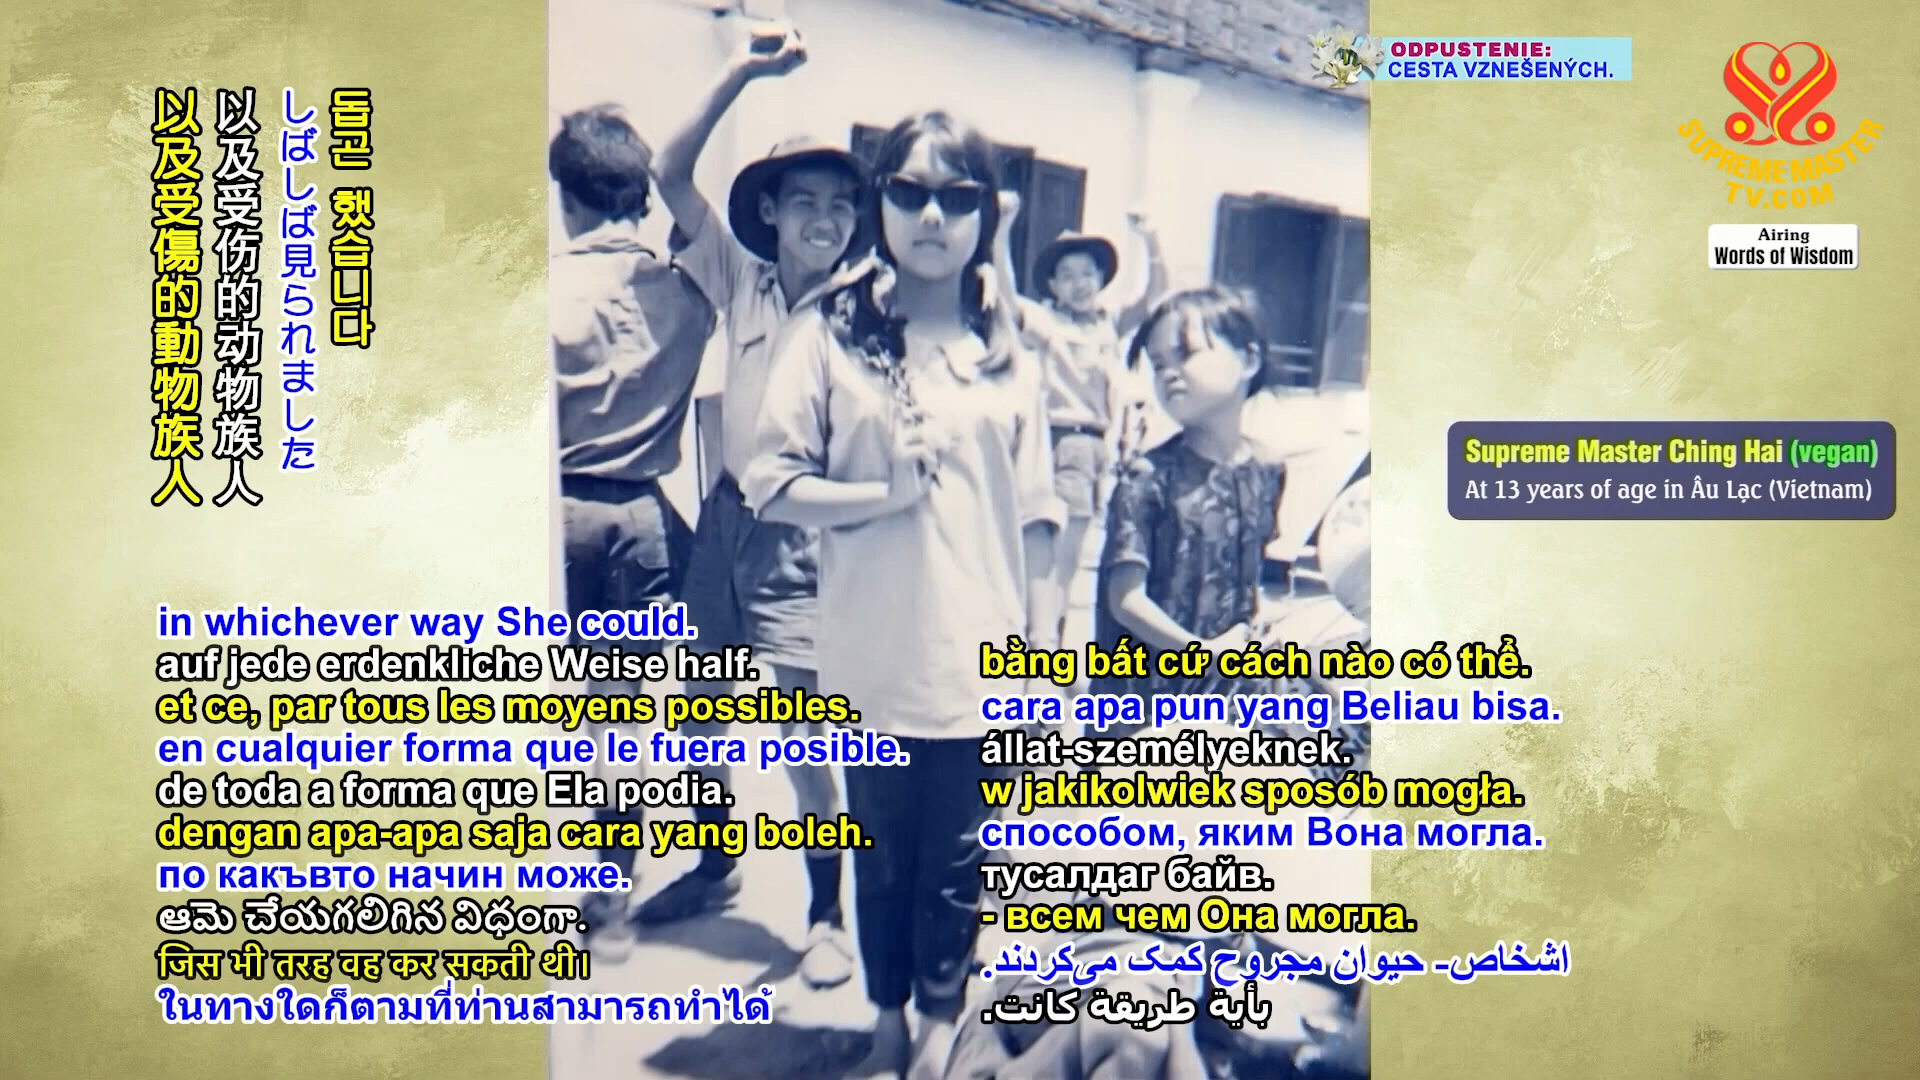 ODPUSTENIE:
CESTA VZNEŠENÝCH.
SUPREME MASTER
TV.COM
Airing
Words of Wisdom
돕곤 했습니다
しばしば見られました
以及受伤的动物族人
以及受傷的動物族人
Supreme Master Ching Hai (vegan)
At 13 years of age in Âu Lạc (Vietnam)
in whichever way She could.
auf jede erdenkliche Weise half.
et ce, par tous les moyens possibles.
en cualquier forma que le fuera posible.
de toda a forma que Ela podia.
dengan apa-apa saja cara yang boleh.
по какъвто начин може.
ఆమె చేయగలిగిన విధంగా.
जिस भी तरह वह कर सकती थी।
ในทางใดก็ตามที่ท่านสามารถทำได้
bằng bất cứ cách nào có thể.
cara apa pun yang Beliau bisa.
állat-személyeknek.
w jakikolwiek sposób mogła.
способом, яким Вона могла.
тусалдаг байв.
- всем чем Она могла.
اشخاص- حیوان مجروح کمک می‌کردند.
بأية طريقة كانت.